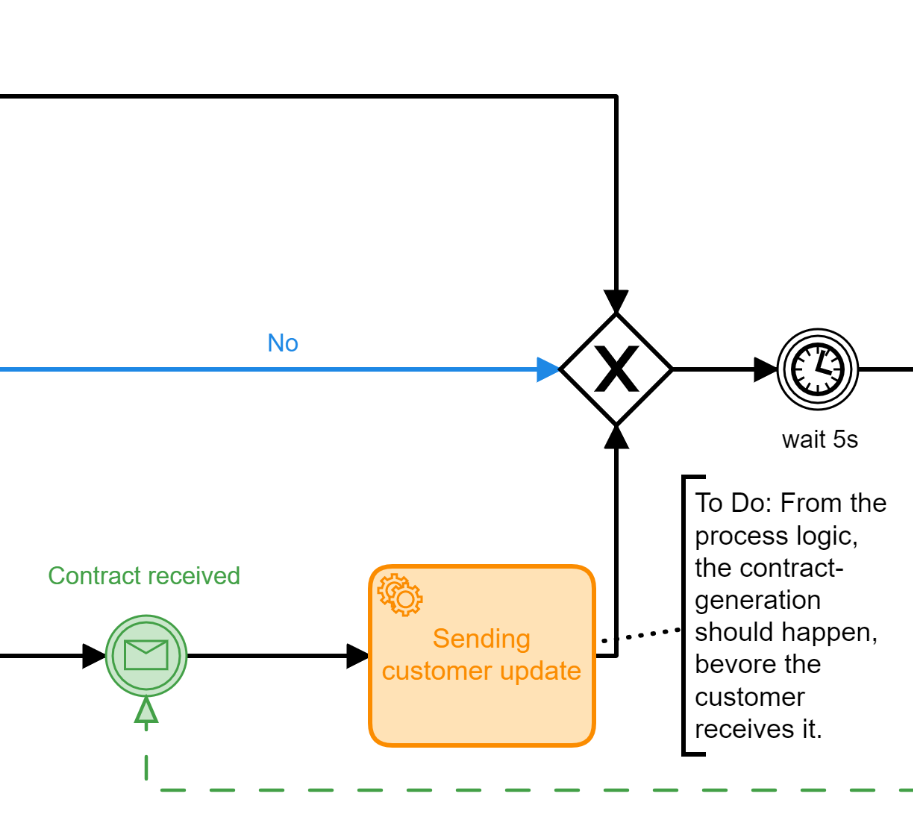 No
X
wait 5s
To Do: From the
process logic,
the contract-
generation
should happen,
bevore the
customer
receives it.
Contract received
Sending
customer update